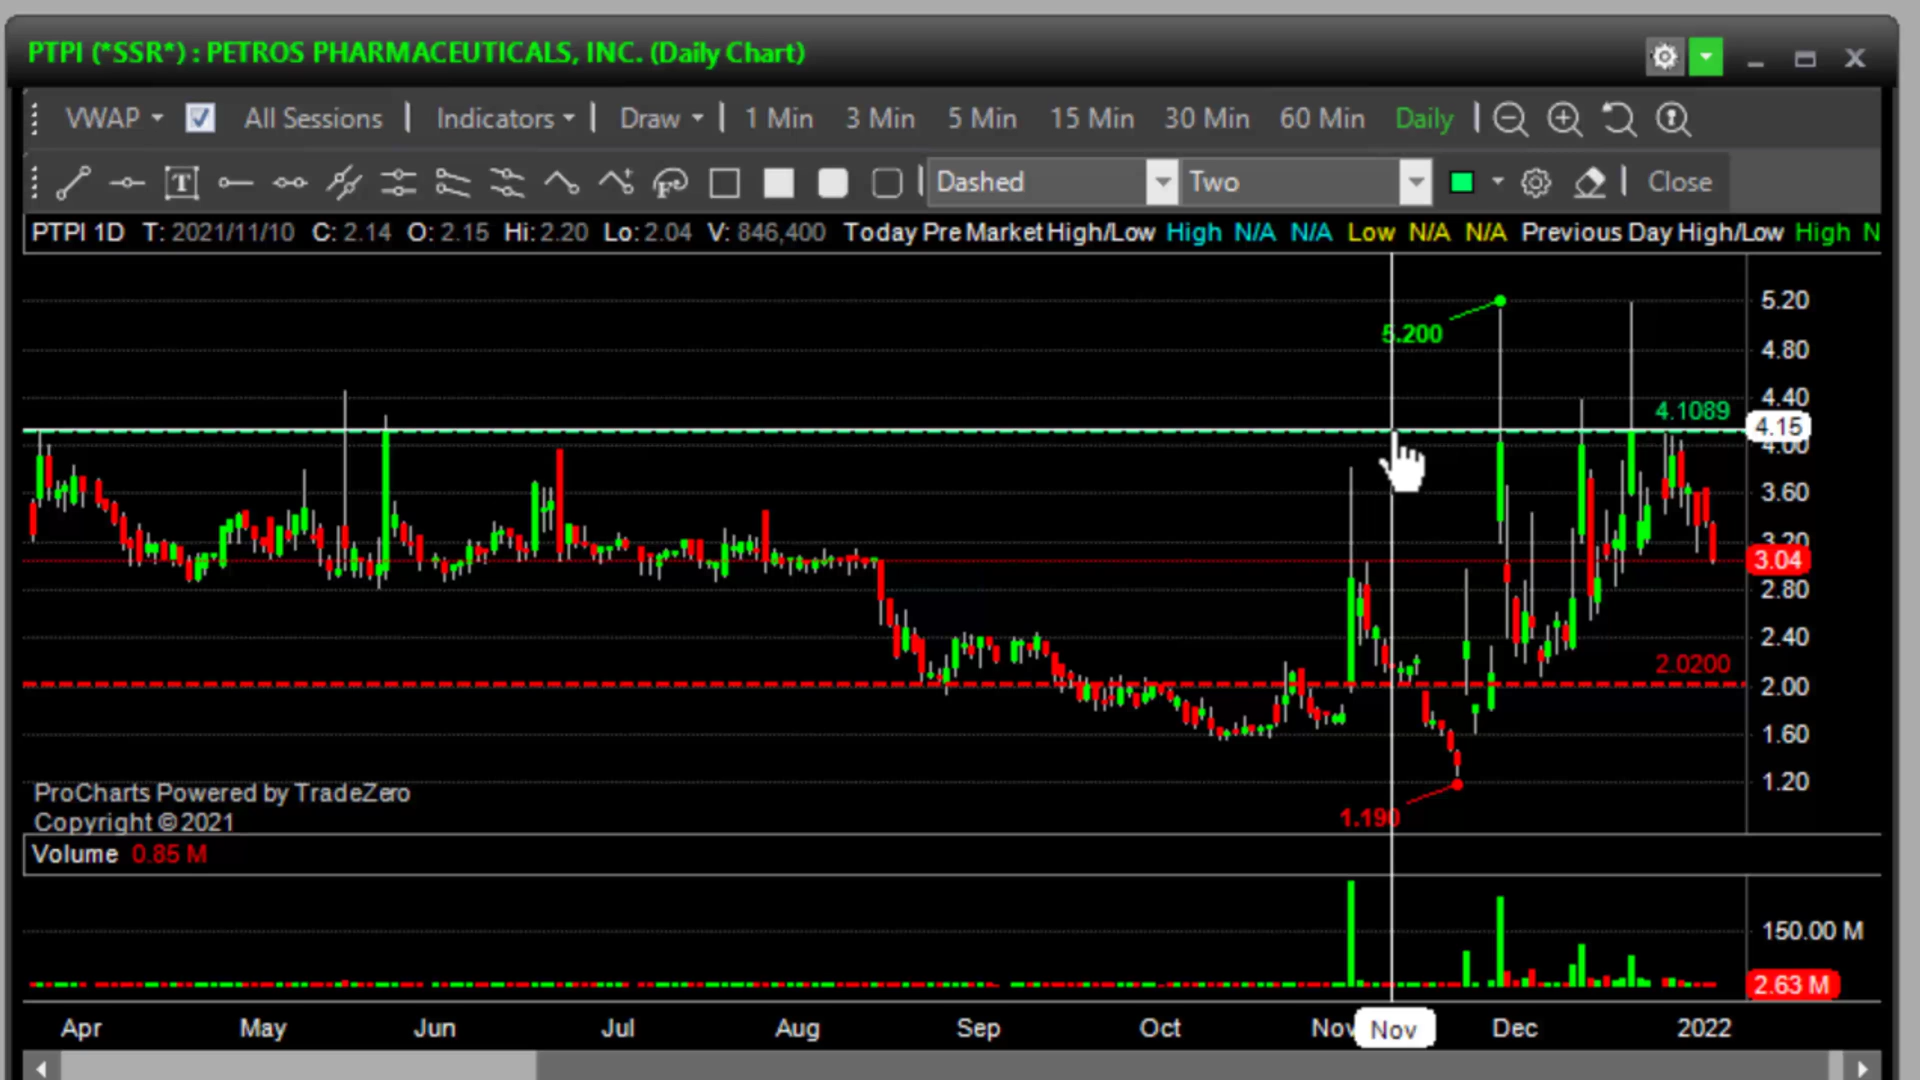 PTPI (*SSR*) : PETROS PHARMACEUTICALS, INC. (Daily Chart)
VWAP All Sessions Indicators Draw 1 Min 3 Min 5 Min 15 Min 30 Min 60 Min Daily
T F Dashed Two Close
PTPI 1D T: 2021/11/10 C: 2.14 O: 2.15 Hi: 2.20 Lo: 2.04 V: 846,400 Today Pre Market High/Low High N/A N/A Low N/A N/A Previous Day High/Low High N
5.20
5.200
4.80
4.40
4.1089
4.15
4.00
3.60
3.20
3.04
2.80
2.40
2.0200
2.00
1.60
1.20
1.190
ProCharts Powered by TradeZero
Copyright © 2021
Volume 0.85 M
150.00 M
2.63 M
Apr May Jun Jul Aug Sep Oct Nov Nov Dec 2022